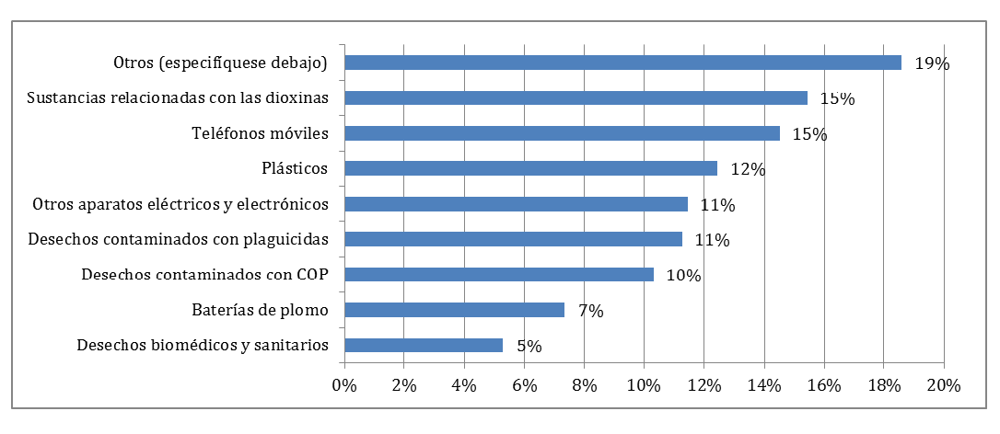 Otros (especifíquese debajo) 19%
Sustancias relacionadas con las dioxinas 15%
Teléfonos móviles 15%
Plásticos 12%
Otros aparatos eléctricos y electrónicos 11%
Desechos contaminados con plaguicidas 11%
Desechos contaminados con COP 10%
Baterías de plomo 7%
Desechos biomédicos y sanitarios 5%
0% 2% 4% 6% 8% 10% 12% 14% 16% 18% 20%